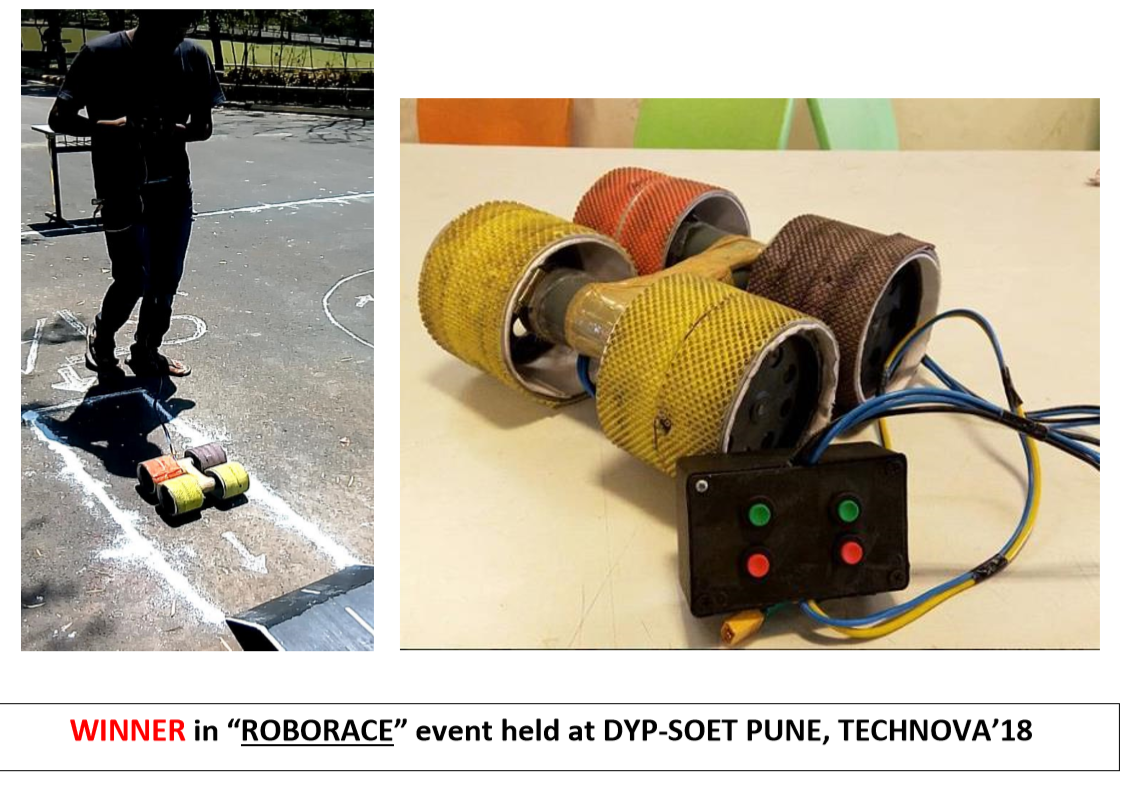 WINNER in “ROBORACE” event held at DYP-SOET PUNE, TECHNOVA’18